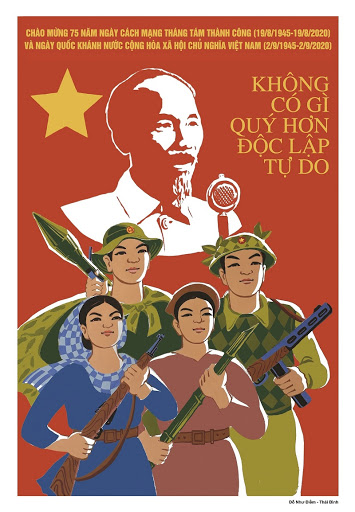 CHÀO MỪNG 75 NĂM NGÀY CÁCH MẠNG THÁNG TÁM THÀNH CÔNG (19/8/1945-19/8/2020)
VÀ NGÀY QUỐC KHÁNH NƯỚC CỘNG HÒA XÃ HỘI CHỦ NGHĨA VIỆT NAM (2/9/1945-2/9/2020)
KHÔNG
CÓ GÌ
QUÝ HƠN
ĐỘC LẬP
TỰ DO
Đỗ Như Điềm - Thái Bình